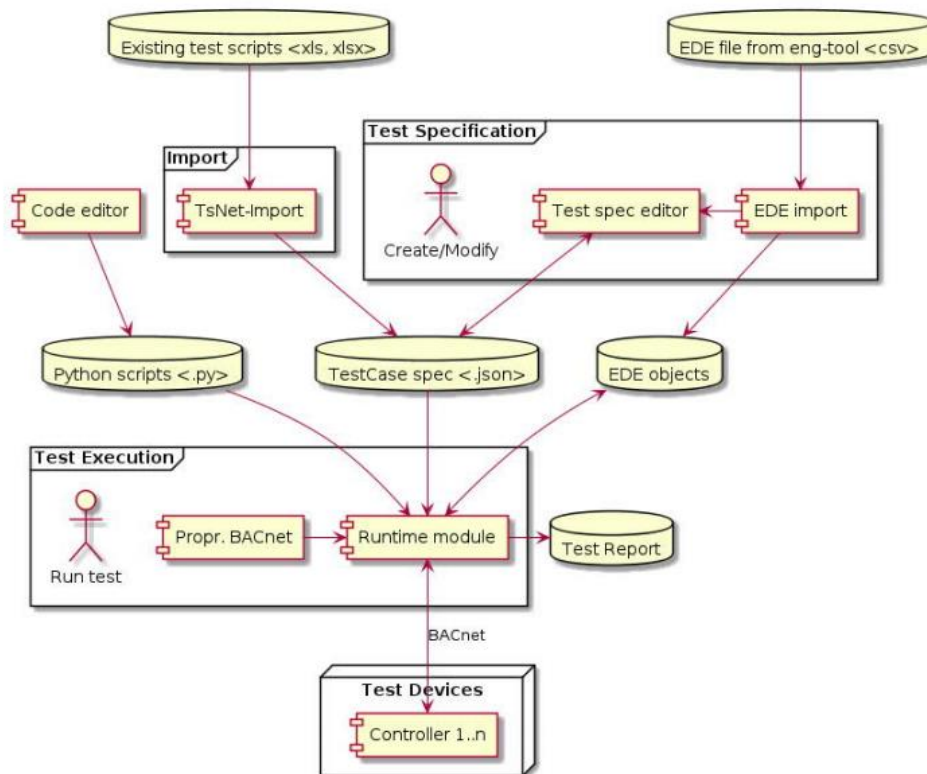 Existing test scripts <xls, xlsx>
EDE file from eng-tool <csv>
Test Specification
Import
Code editor
TsNet-Import
Create/Modify
Test spec editor
EDE import
Python scripts <.py>
TestCase spec <.json>
EDE objects
Test Execution
Run test
Propr. BACnet
Runtime module
Test Report
BACnet
Test Devices
Controller 1..n